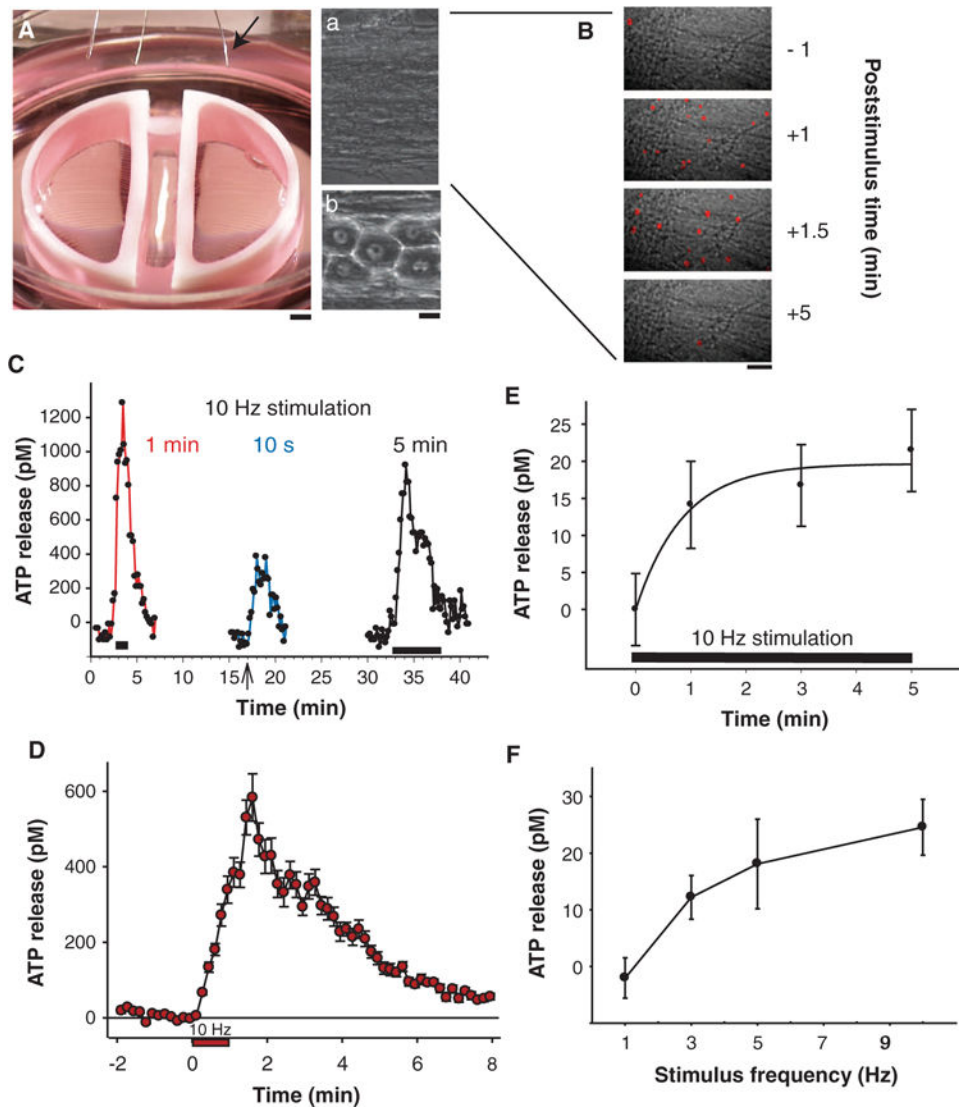 A
a
b
B
- 1
+1
+1.5
+5
Poststimulus time (min)
C
10 Hz stimulation
1 min
10 s
5 min
ATP release (pM)
1200
1000
800
600
400
200
0
0 5 10 15 20 25 30 35 40
Time (min)
D
ATP release (pM)
600
400
200
0
10 Hz
-2 0 2 4 6 8
Time (min)
E
ATP release (pM)
25
20
15
10
5
0
10 Hz stimulation
0 1 2 3 4 5
Time (min)
F
ATP release (pM)
30
20
10
0
1 3 5 7 9
Stimulus frequency (Hz)